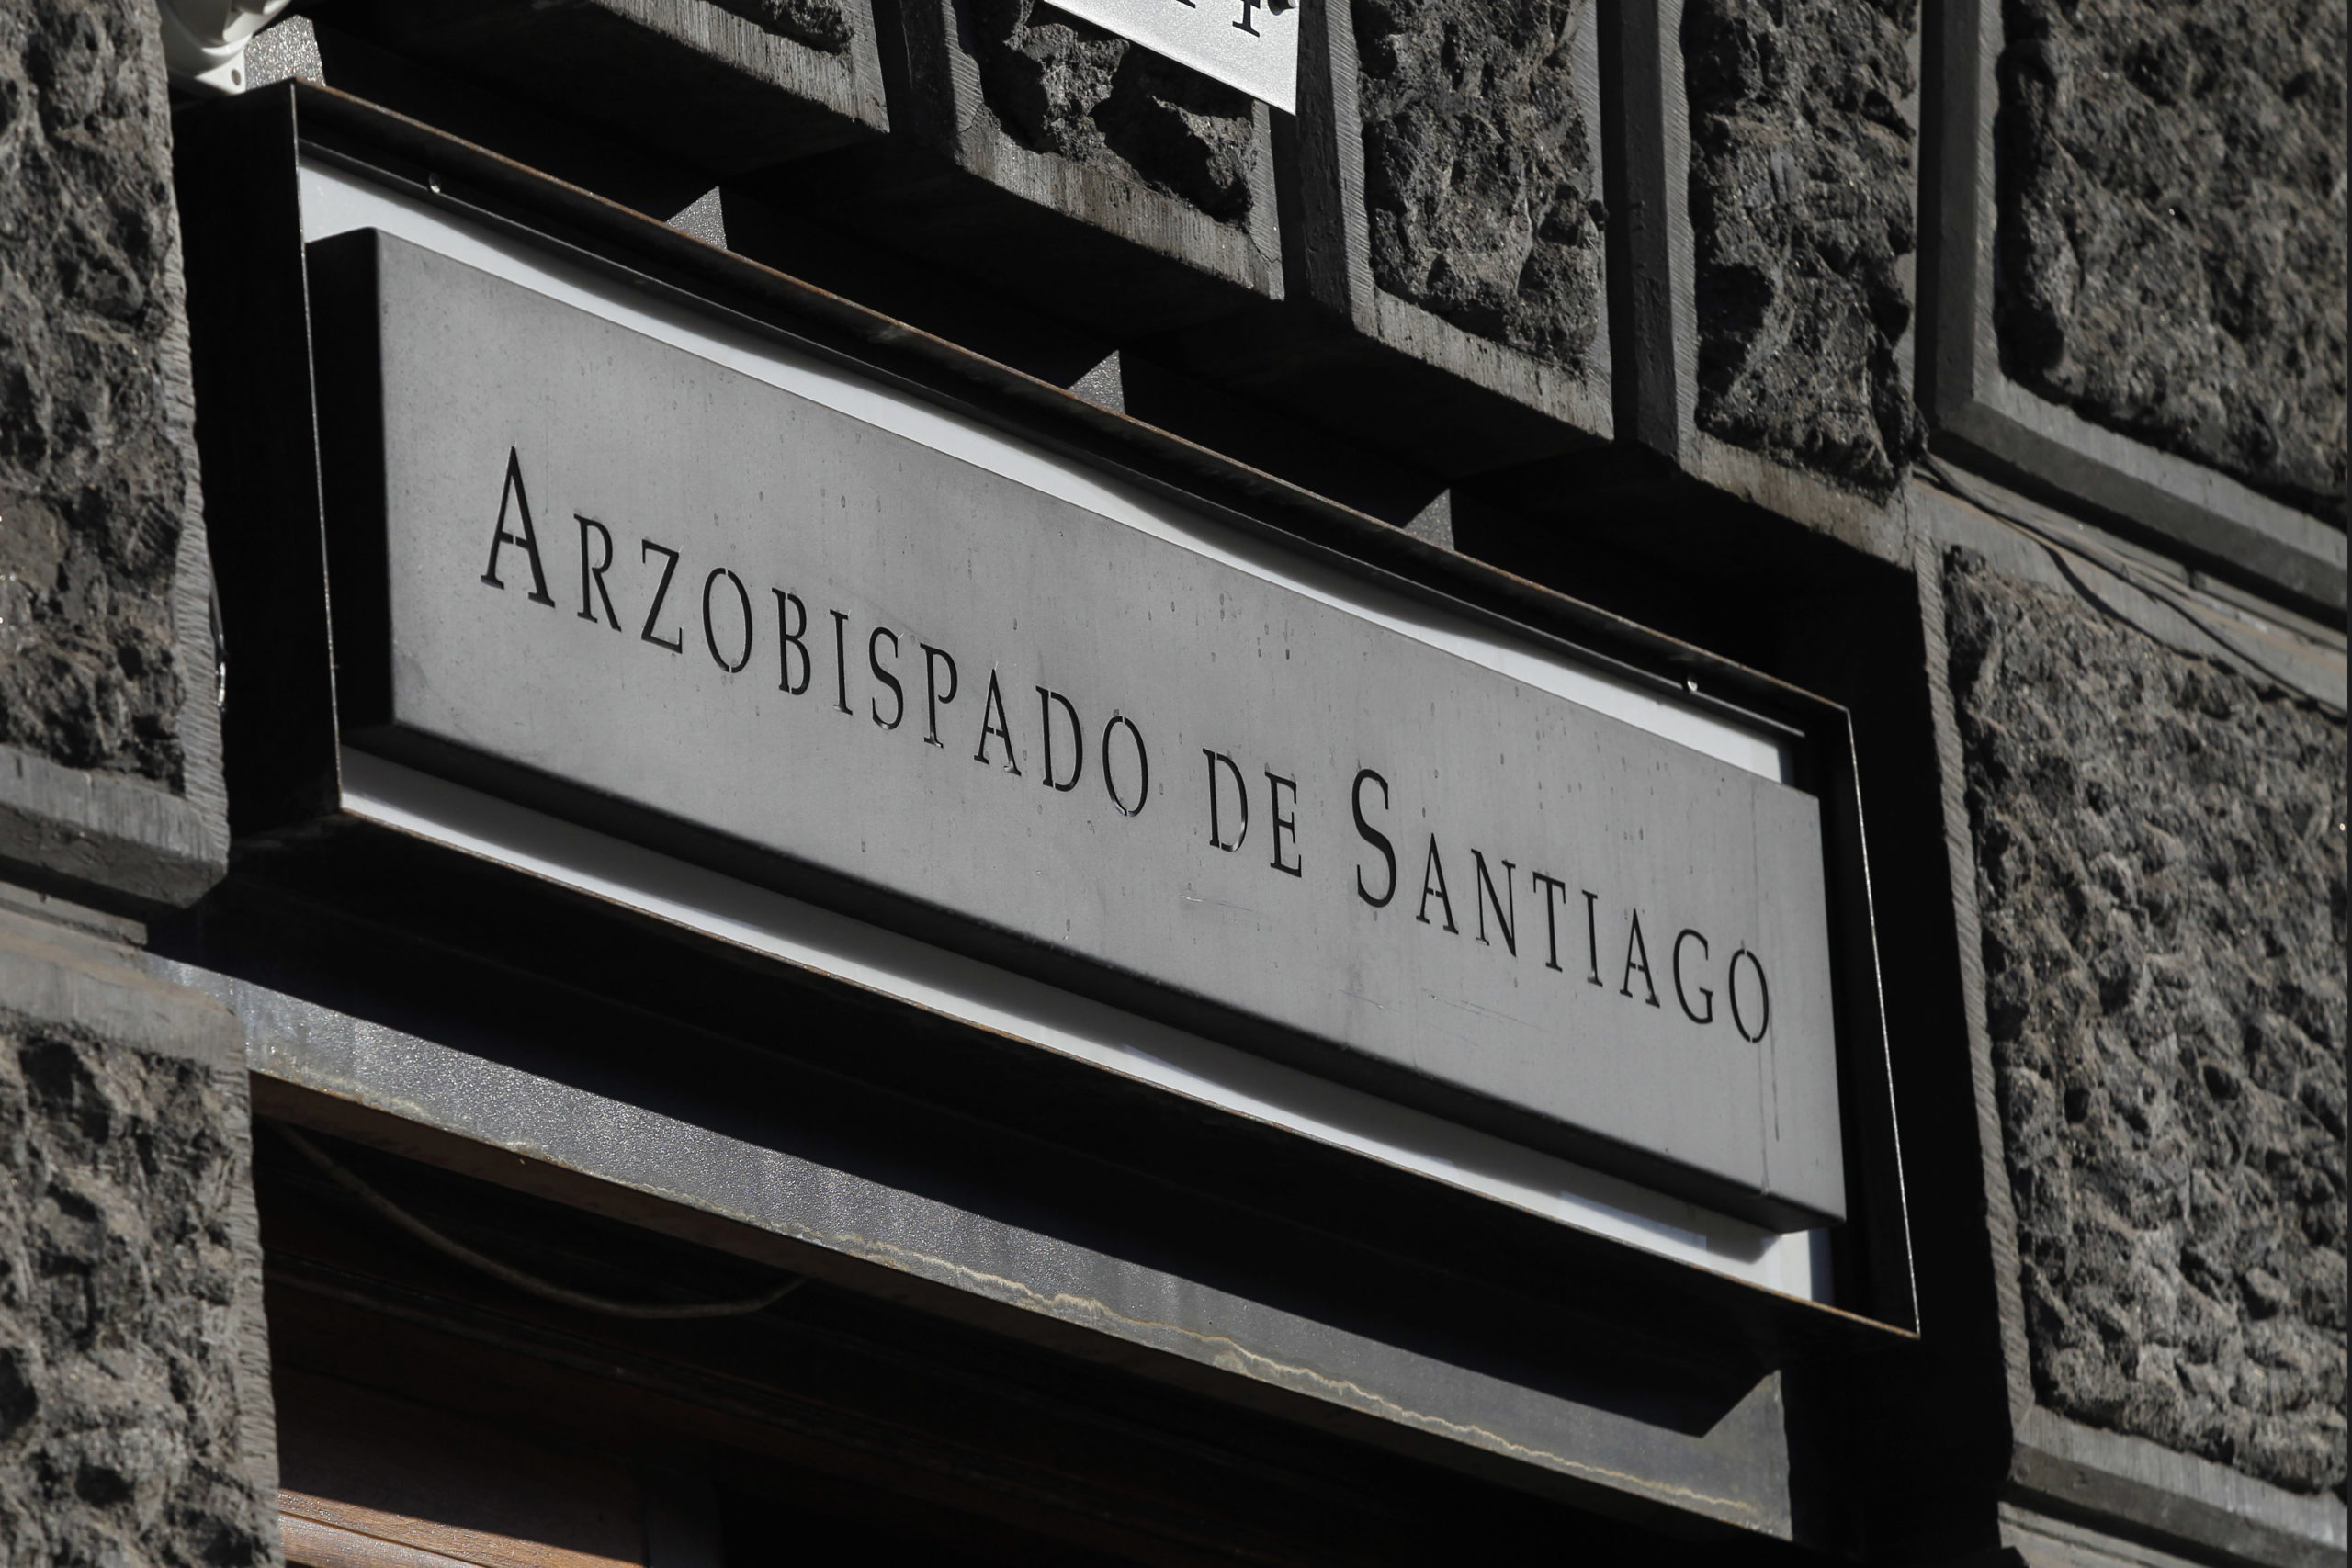 Arzobispado de Santiago